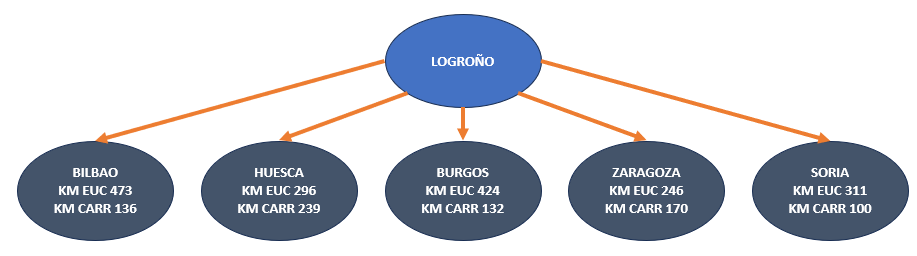 LOGROÑO
BILBAO
KM EUC 473
KM CARR 136
HUESCA
KM EUC 296
KM CARR 239
BURGOS
KM EUC 424
KM CARR 132
ZARAGOZA
KM EUC 246
KM CARR 170
SORIA
KM EUC 311
KM CARR 100